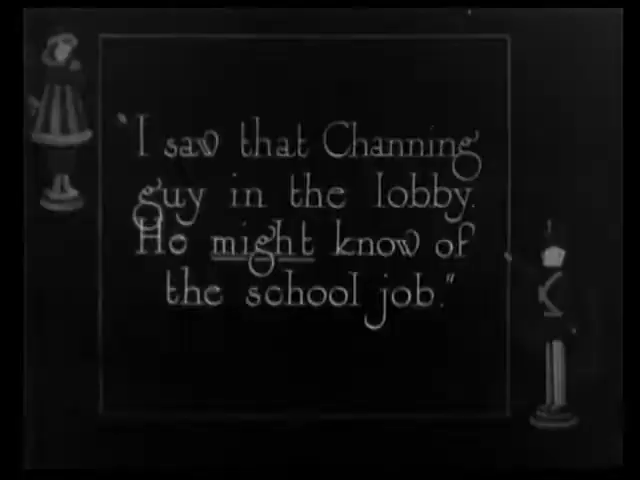 "I saw that Channing
guy in the lobby.
He might know of
the school job."